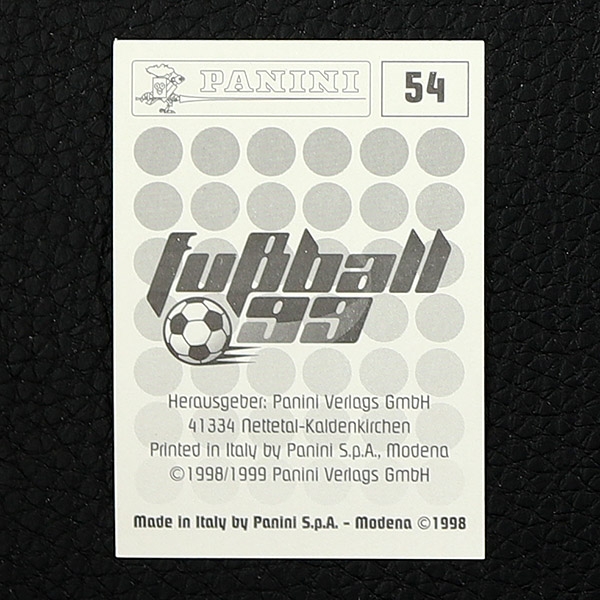 PANINI 54
fußball
99
Herausgeber: Panini Verlags GmbH
41334 Nettetal-Kaldenkirchen
Printed in Italy by Panini S.p.A., Modena
©1998/1999 Panini Verlags GmbH
Made in Italy by Panini S.p.A. - Modena ©1998